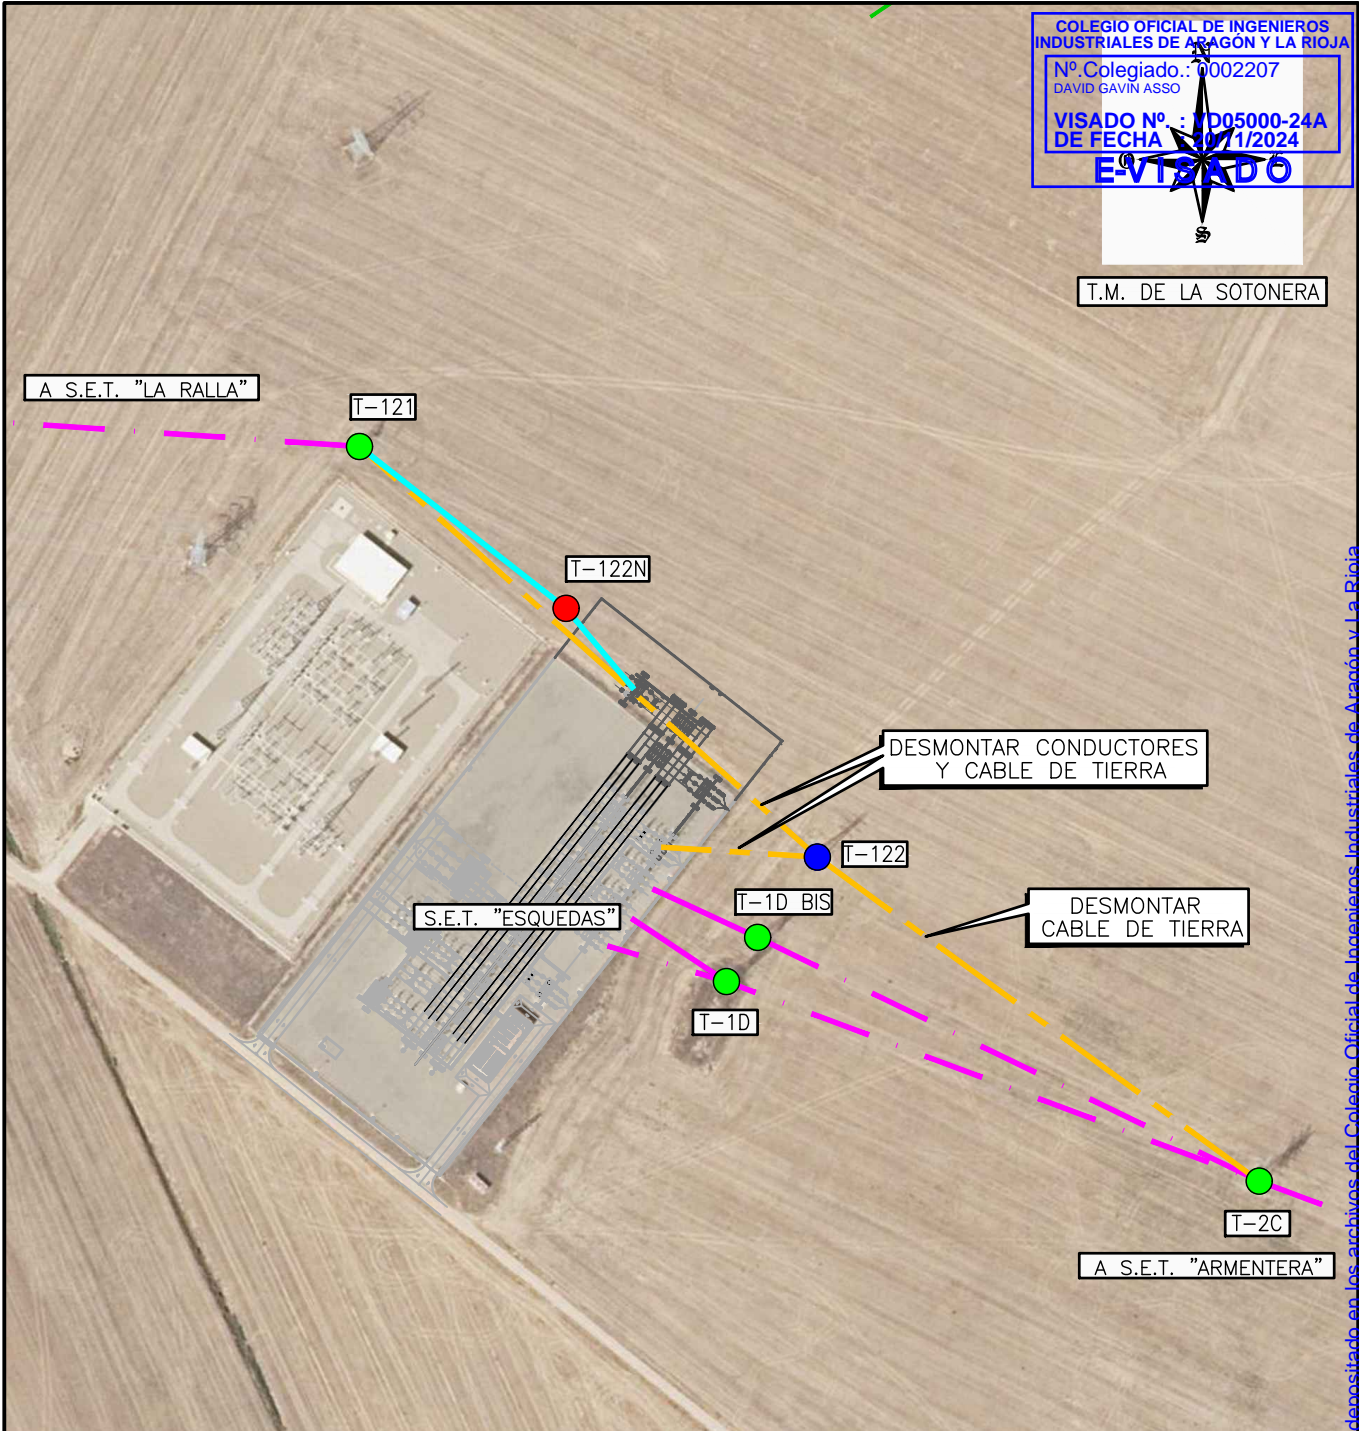 COLEGIO OFICIAL DE INGENIEROS
INDUSTRIALES DE ARAGÓN Y LA RIOJA
Nº.Colegiado.: 0002207
DAVID GAVIN ASSO
VISADO Nº. : VD05000-24A
DE FECHA : 20/11/2024
E-VISADO
N
O
E
S
T.M. DE LA SOTONERA
A S.E.T. "LA RALLA"
T-121
T-122N
DESMONTAR CONDUCTORES
Y CABLE DE TIERRA
T-122
T-1D BIS
DESMONTAR
CABLE DE TIERRA
S.E.T. "ESQUEDAS"
T-1D
T-2C
A S.E.T. "ARMENTERA"
depositado en los archivos del Colegio Oficial de Ingenieros Industriales de Aragón y La Rioja